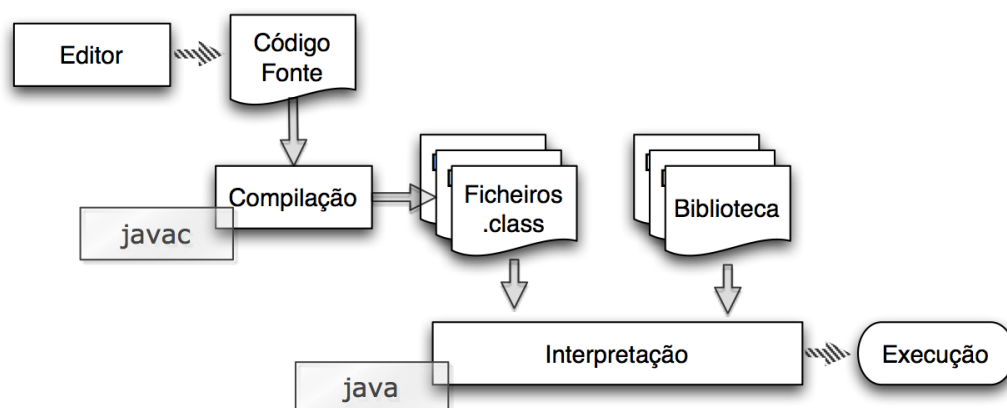 Editor
Código
Fonte
Compilação
javac
Ficheiros
.class
Biblioteca
Interpretação
java
Execução